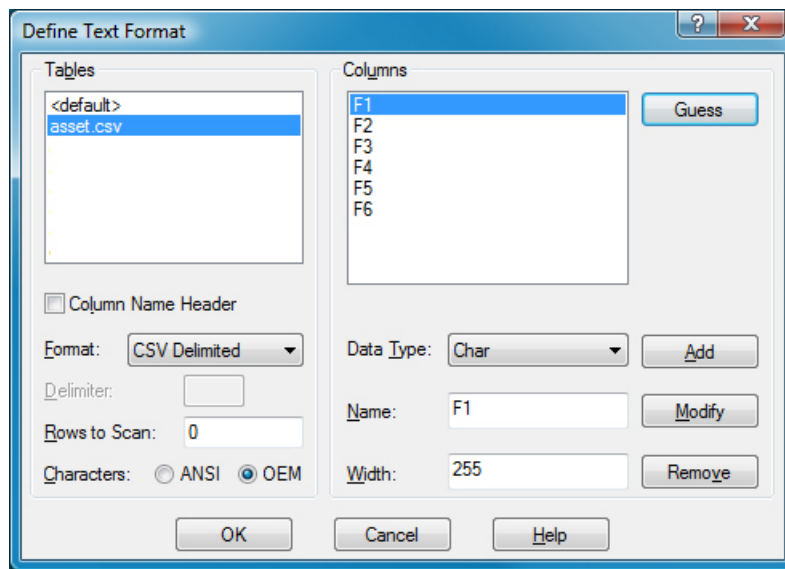 Define Text Format
?
X
Tables
<default>
asset.csv
Column Name Header
Format: CSV Delimited
Delimiter:
Rows to Scan: 0
Characters: ANSI OEM
Columns
F1
F2
F3
F4
F5
F6
Guess
Data Type: Char Add
Name: F1 Modify
Width: 255 Remove
OK Cancel Help